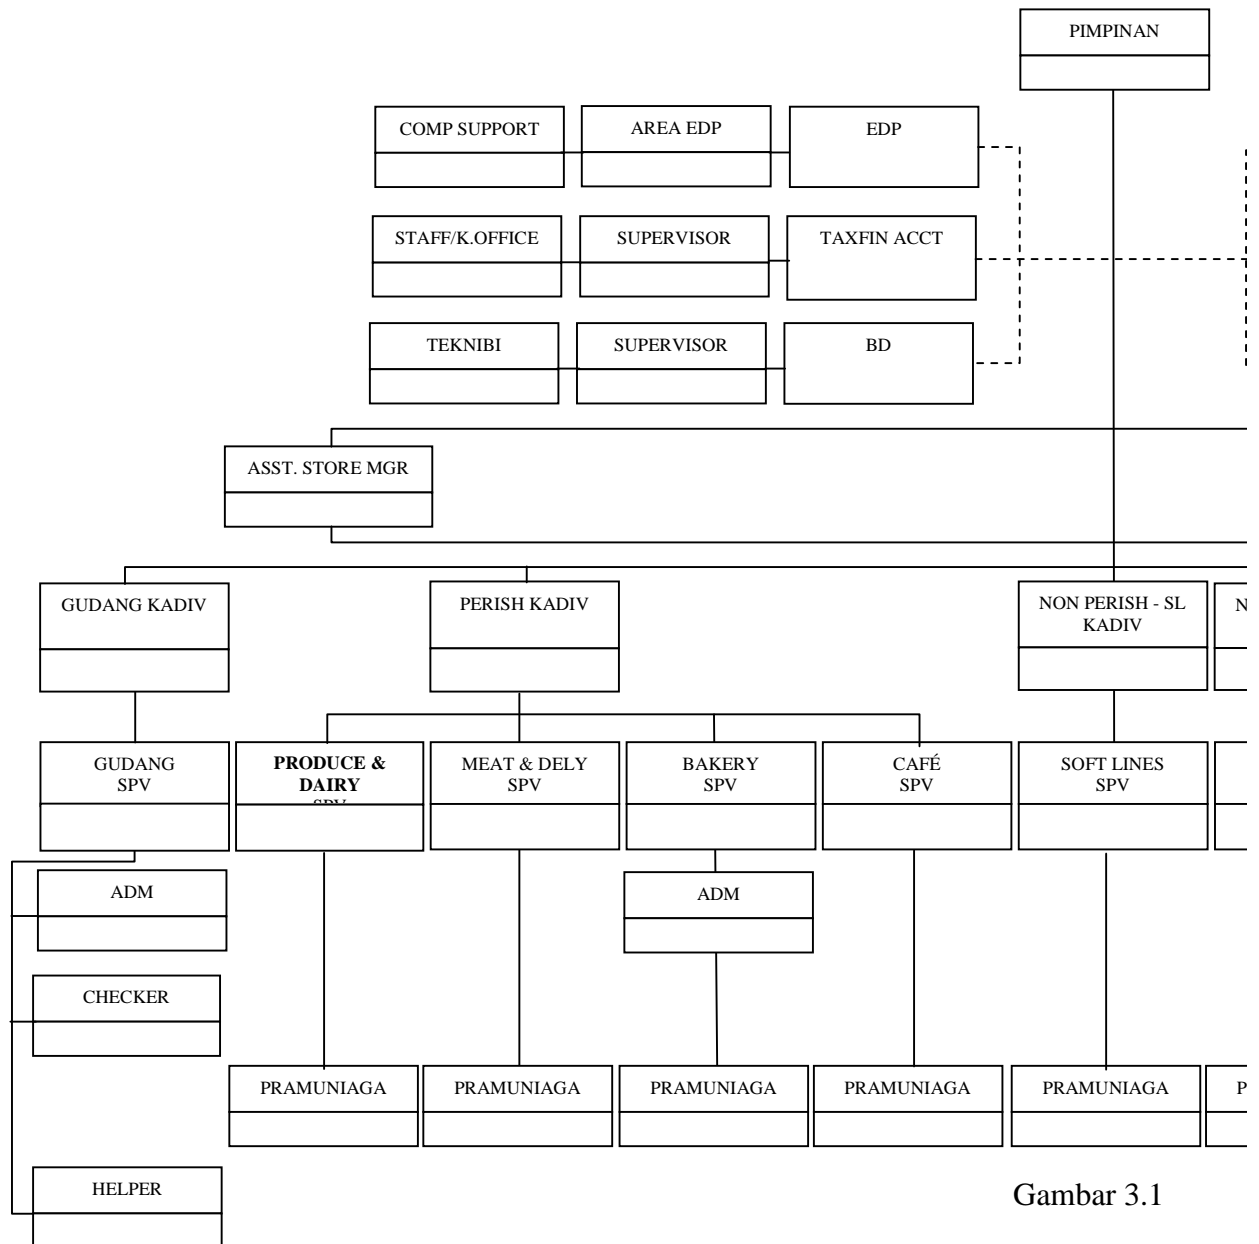 PIMPINAN
COMP SUPPORT
AREA EDP
EDP
STAFF/K.OFFICE
SUPERVISOR
TAXFIN ACCT
TEKNIBI
SUPERVISOR
BD
ASST. STORE MGR
GUDANG KADIV
PERISH KADIV
NON PERISH - SL
KADIV
N
GUDANG
SPV
PRODUCE &
DAIRY
SPV
MEAT & DELY
SPV
BAKERY
SPV
CAFÉ
SPV
SOFT LINES
SPV
ADM
ADM
CHECKER
PRAMUNIAGA
PRAMUNIAGA
PRAMUNIAGA
PRAMUNIAGA
PRAMUNIAGA
P
HELPER
Gambar 3.1